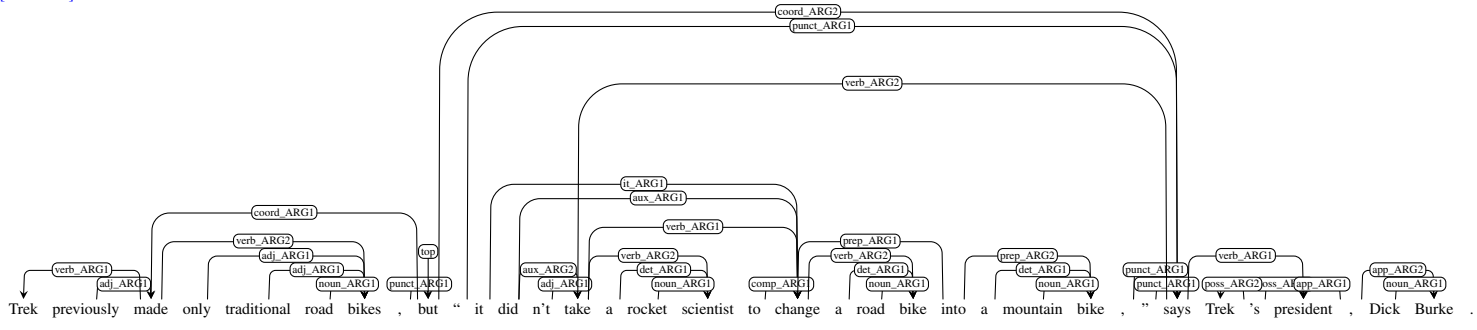 coord_ARG2
punct_ARG1
verb_ARG2
it_ARG1
aux_ARG1
coord_ARG1
verb_ARG1
verb_ARG2 prep_ARG1
top
adj_ARG1 verb_ARG2 verb_ARG2 prep_ARG2 verb_ARG1
verb_ARG1 adj_ARG1 aux_ARG2 det_ARG1 det_ARG1 det_ARG1 punct_ARG1 app_ARG2
adj_ARG1 noun_ARG1 punct_ARG1 adj_ARG1 noun_ARG1 comp_ARG1 noun_ARG1 noun_ARG1 punct_ARG1 poss_ARG2 app_ARG1 noun_ARG1
Trek previously made only traditional road bikes , but “ it did n't take a rocket scientist to change a road bike into a mountain bike , ” says Trek 's president , Dick Burke .